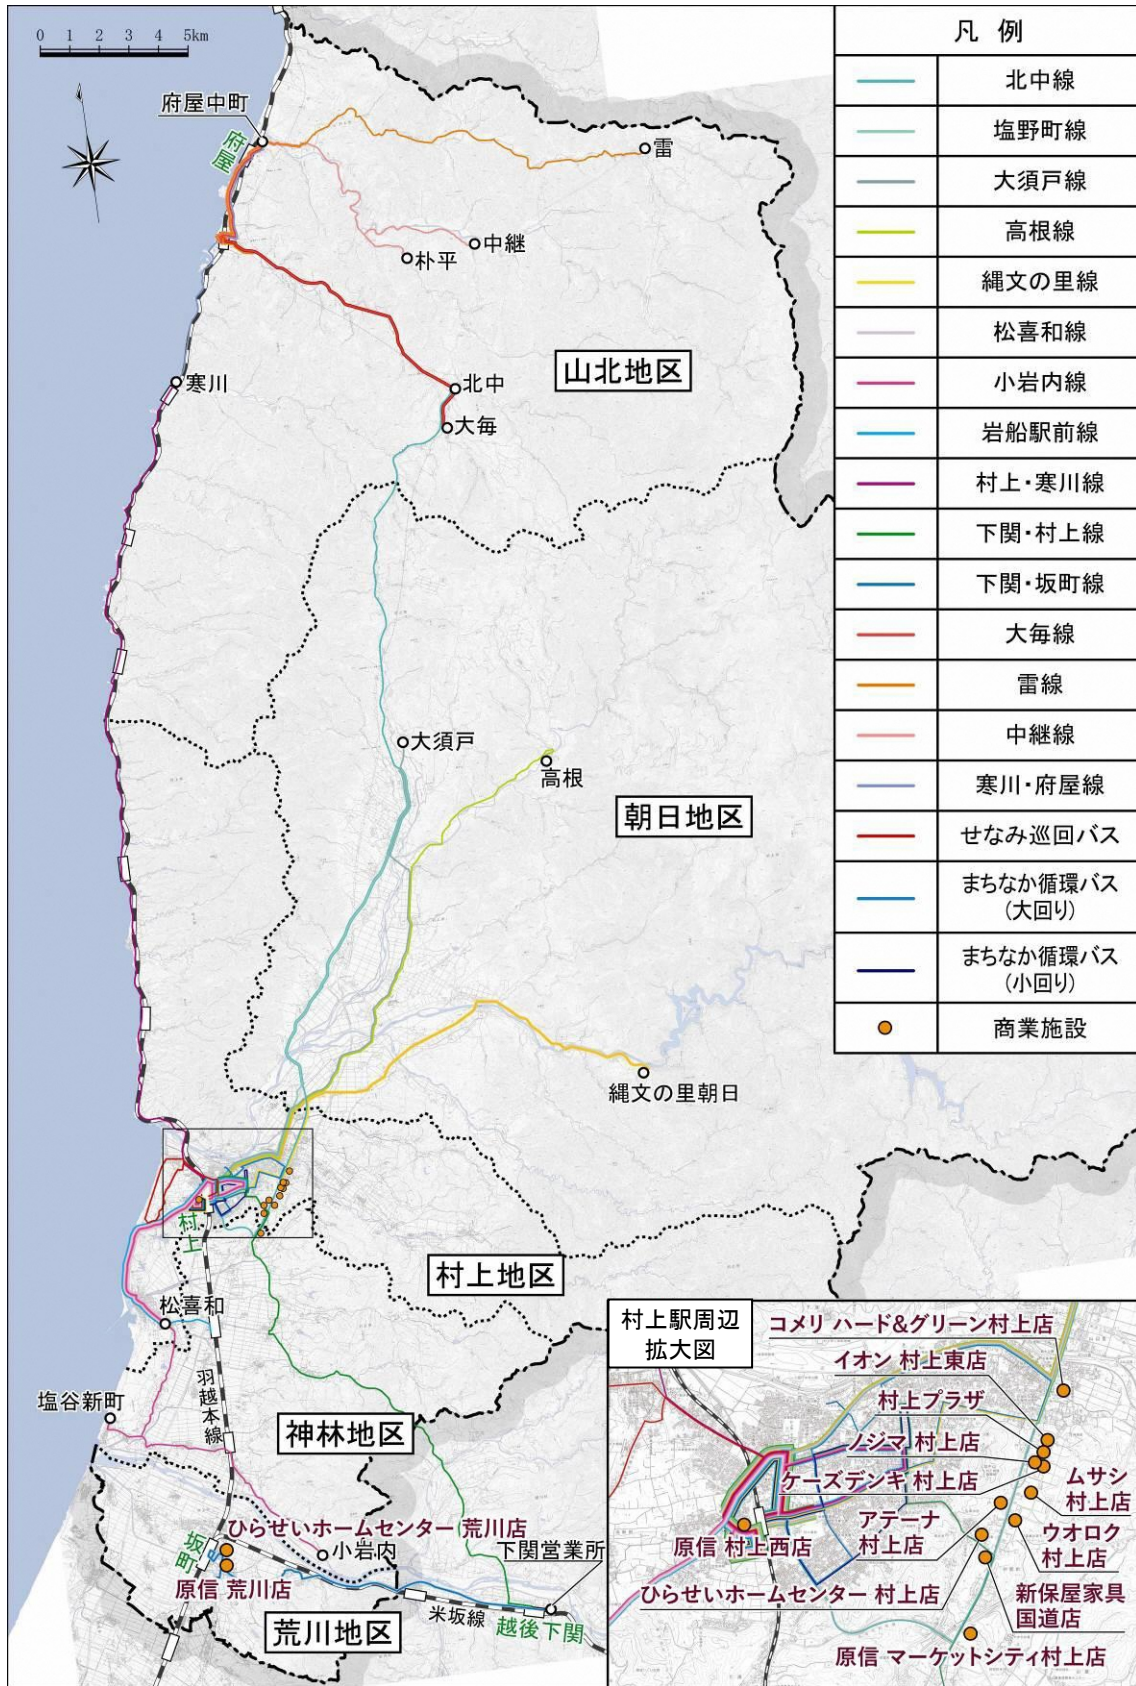 0 1 2 3 4 5km
凡 例
北中線
塩野町線
大須戸線
高根線
縄文の里線
松喜和線
小岩内線
岩船駅前線
村上・寒川線
下関・村上線
下関・坂町線
大毎線
雷線
中継線
寒川・府屋線
せなみ巡回バス
まちなか循環バス
(大回り)
まちなか循環バス
(小回り)
商業施設
府屋中町
府屋
雷
中継
朴平
山北地区
寒川
北中
大毎
大須戸
高根
朝日地区
縄文の里朝日
村上
村上地区
松喜和
羽越本線
塩谷新町
神林地区
ひらせいホームセンター 荒川店
坂町
小岩内
下関営業所
原信 荒川店
米坂線
越後下関
荒川地区
村上駅周辺
拡大図
コメリ ハード&グリーン村上店
イオン 村上東店
村上プラザ
ノジマ 村上店
ケーズデンキ 村上店
ムサシ
村上店
アテーナ
村上店
ウオロク
村上店
原信 村上西店
ひらせいホームセンター 村上店
新保屋家具
国道店
原信 マーケットシティ村上店